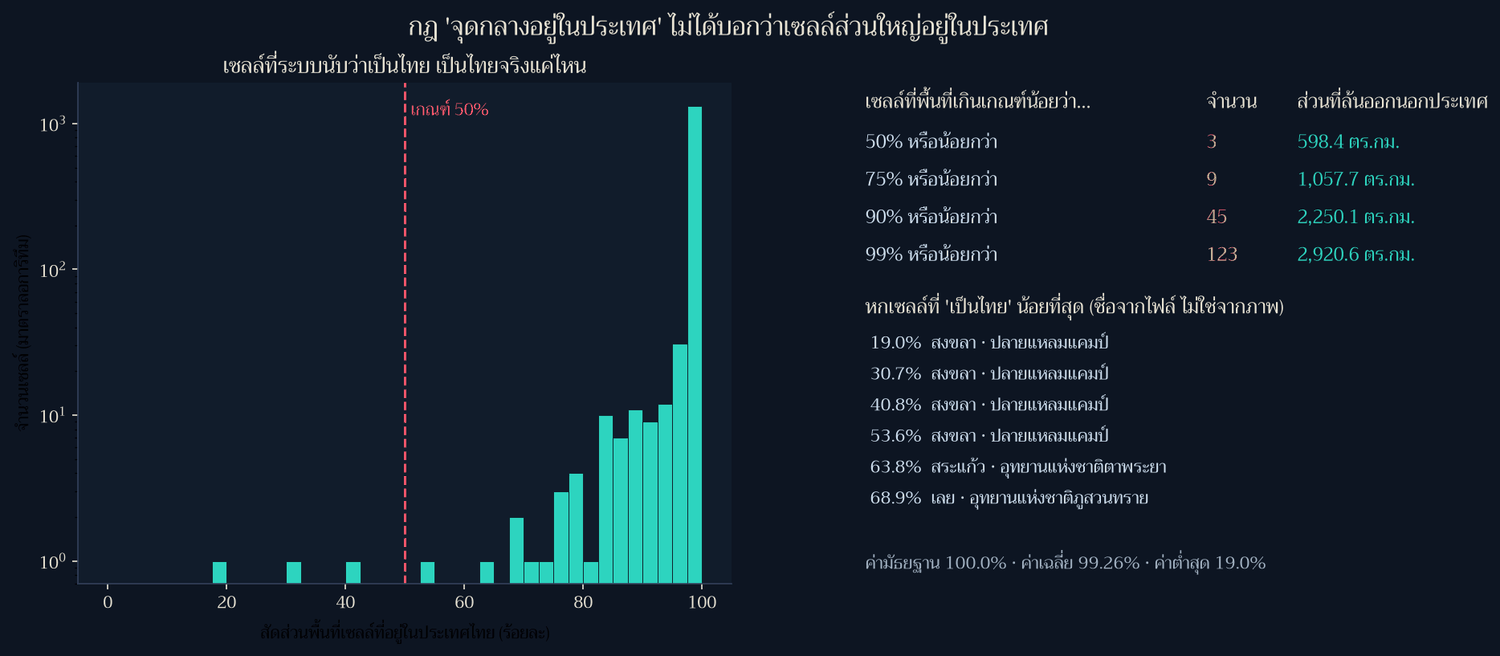 กฎ 'จุดกลางอยู่ในประเทศ' ไม่ได้บอกว่าเซลล์ส่วนใหญ่อยู่ในประเทศ
เซลล์ที่ระบบนับว่าเป็นไทย เป็นไทยจริงแค่ไหน
เกณฑ์ 50%
10³
10²
10¹
10⁰
จำนวนเซลล์ (มาตราลอการิทึม)
0 20 40 60 80 100
สัดส่วนพื้นที่เซลล์ที่อยู่ในประเทศไทย (ร้อยละ)
เซลล์ที่พื้นที่เกินเกณฑ์น้อยว่า... จำนวน ส่วนที่ล้นออกนอกประเทศ
50% หรือน้อยกว่า 3 598.4 ตร.กม.
75% หรือน้อยกว่า 9 1,057.7 ตร.กม.
90% หรือน้อยกว่า 45 2,250.1 ตร.กม.
99% หรือน้อยกว่า 123 2,920.6 ตร.กม.
หกเซลล์ที่ 'เป็นไทย' น้อยที่สุด (ชื่อจากไฟล์ ไม่ใช่จากภาพ)
19.0% สงขลา · ปลายแหลมแคมป์
30.7% สงขลา · ปลายแหลมแคมป์
40.8% สงขลา · ปลายแหลมแคมป์
53.6% สงขลา · ปลายแหลมแคมป์
63.8% สระแก้ว · อุทยานแห่งชาติตาพระยา
68.9% เลย · อุทยานแห่งชาติภูสวนทราย
ค่ามัธยฐาน 100.0% · ค่าเฉลี่ย 99.26% · ค่าต่ำสุด 19.0%